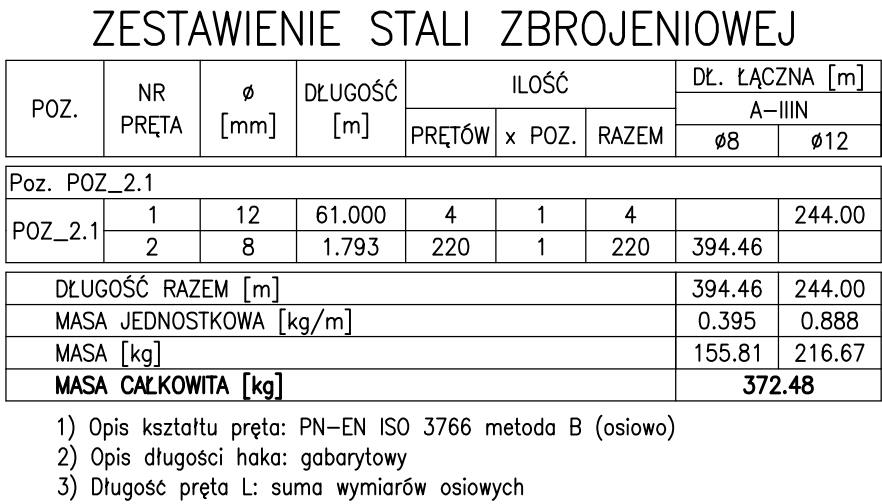 ZESTAWIENIE STALI ZBROJENIOWEJ
POZ. NR PRĘTA ø [mm] DŁUGOŚĆ [m] ILOŚĆ DŁ. ŁĄCZNA [m]
A-IIIN
PRĘTÓW x POZ. RAZEM ø8 ø12
Poz. POZ_2.1
POZ_2.1 1 12 61.000 4 1 4 244.00
2 8 1.793 220 1 220 394.46
DŁUGOŚĆ RAZEM [m] 394.46 244.00
MASA JEDNOSTKOWA [kg/m] 0.395 0.888
MASA [kg] 155.81 216.67
MASA CAŁKOWITA [kg] 372.48
1) Opis kształtu pręta: PN-EN ISO 3766 metoda B (osiowo)
2) Opis długości haka: gabarytowy
3) Długość pręta L: suma wymiarów osiowych